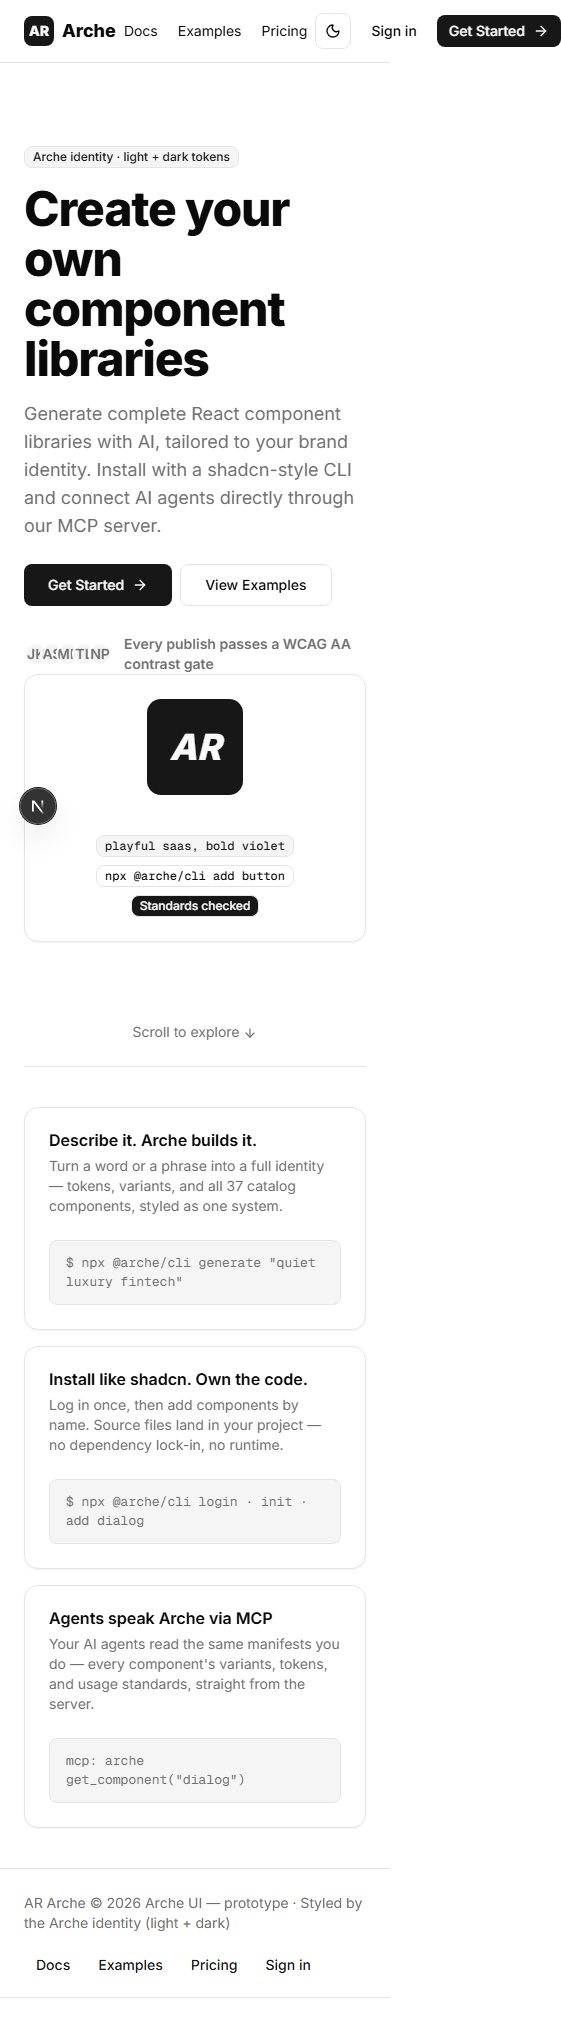 AR Arche Docs Examples Pricing Sign in Get Started →
Arche identity · light + dark tokens
Create your
own
component
libraries
Generate complete React component
libraries with AI, tailored to your brand
identity. Install with a shadcn-style CLI
and connect AI agents directly through
our MCP server.
Get Started → View Examples
Every publish passes a WCAG AA
contrast gate
AR
N
playful saas, bold violet
npx @arche/cli add button
Standards checked
Scroll to explore ↓
Describe it. Arche builds it.
Turn a word or a phrase into a full identity
— tokens, variants, and all 37 catalog
components, styled as one system.
$ npx @arche/cli generate "quiet
luxury fintech"
Install like shadcn. Own the code.
Log in once, then add components by
name. Source files land in your project —
no dependency lock-in, no runtime.
$ npx @arche/cli login · init ·
add dialog
Agents speak Arche via MCP
Your AI agents read the same manifests you
do — every component's variants, tokens,
and usage standards, straight from the
server.
mcp: arche
get_component("dialog")
AR Arche © 2026 Arche UI — prototype · Styled by
the Arche identity (light + dark)
Docs Examples Pricing Sign in